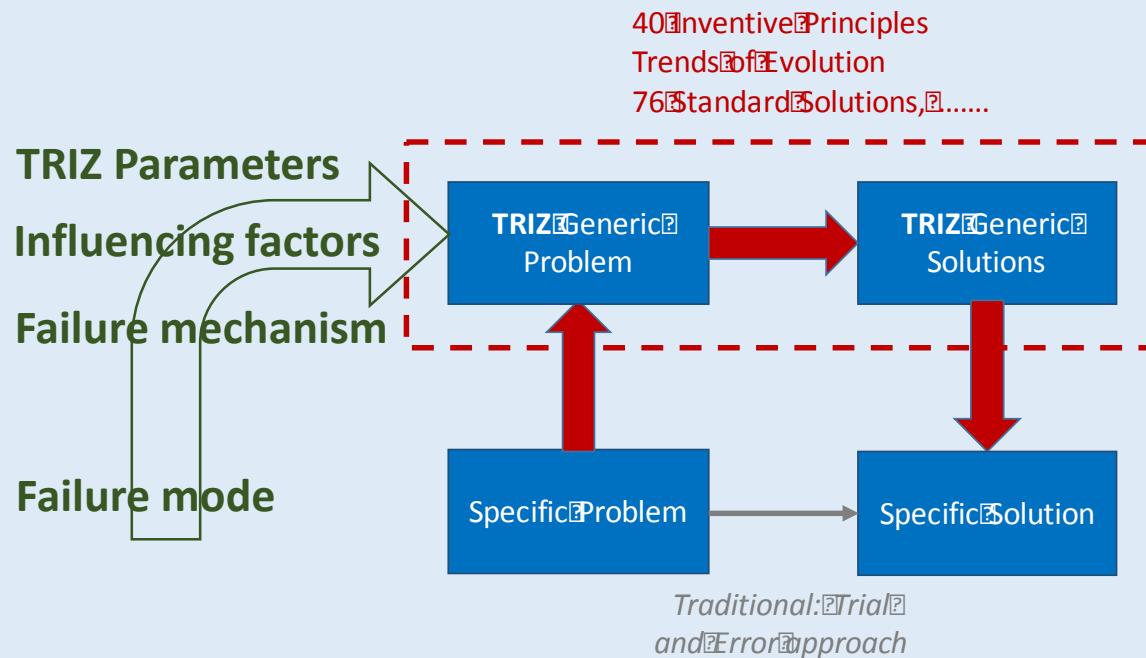 40 Inventive Principles
Trends of Evolution
76 Standard Solutions, .......
TRIZ Parameters
Influencing factors
Failure mechanism
Failure mode
TRIZ Generic
Problem
TRIZ Generic
Solutions
Specific Problem
Specific Solution
Traditional: Trial
and Error approach